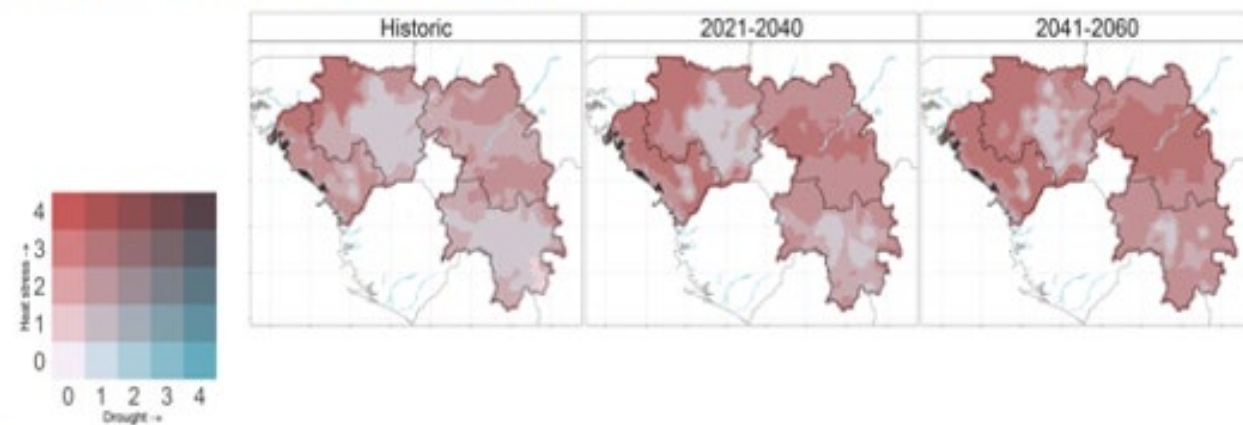 Historic
2021-2040
2041-2060
4
3
2
1
0
Heat stress →
0 1 2 3 4
Drought →